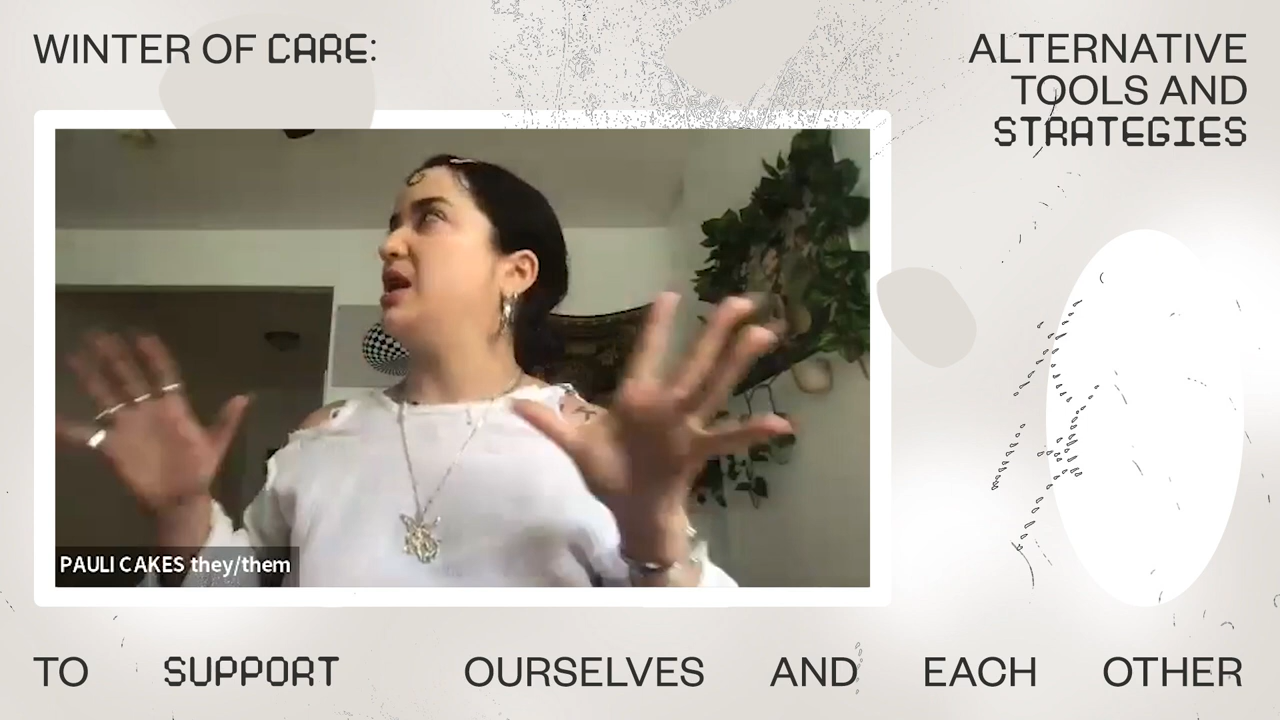 WINTER OF CARE:
ALTERNATIVE
TOOLS AND
STRATEGIES
PAULI CAKES they/them
TO SUPPORT OURSELVES AND EACH OTHER